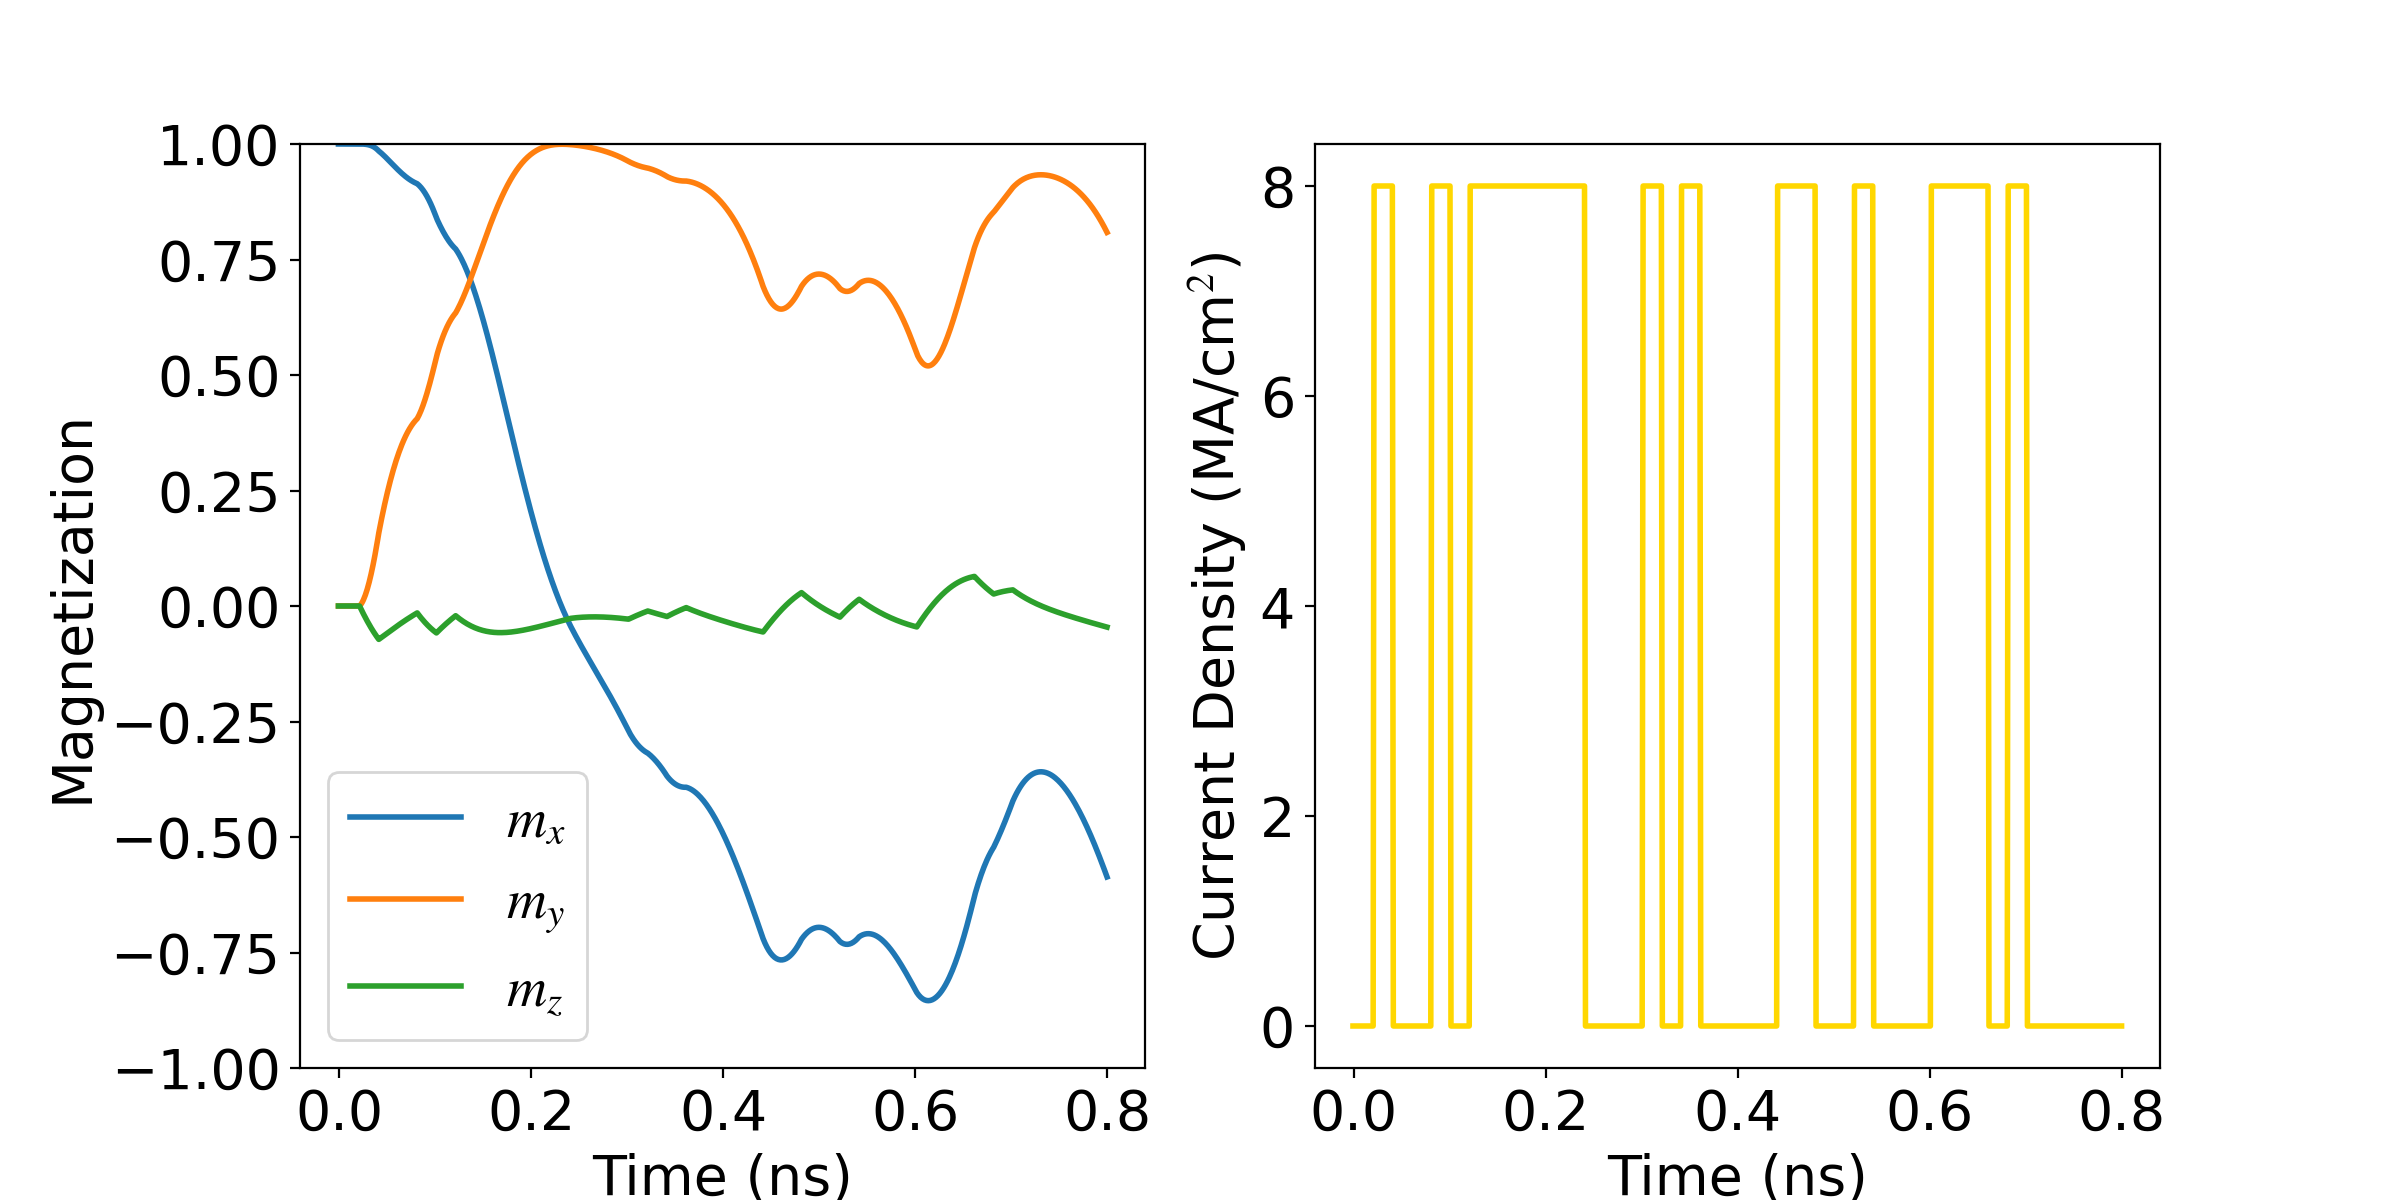 Magnetization
1.00
0.75
0.50
0.25
0.00
−0.25
−0.50
−0.75
−1.00
m_x
m_y
m_z
0.0 0.2 0.4 0.6 0.8
Time (ns)
Current Density (MA/cm²)
8
6
4
2
0
0.0 0.2 0.4 0.6 0.8
Time (ns)